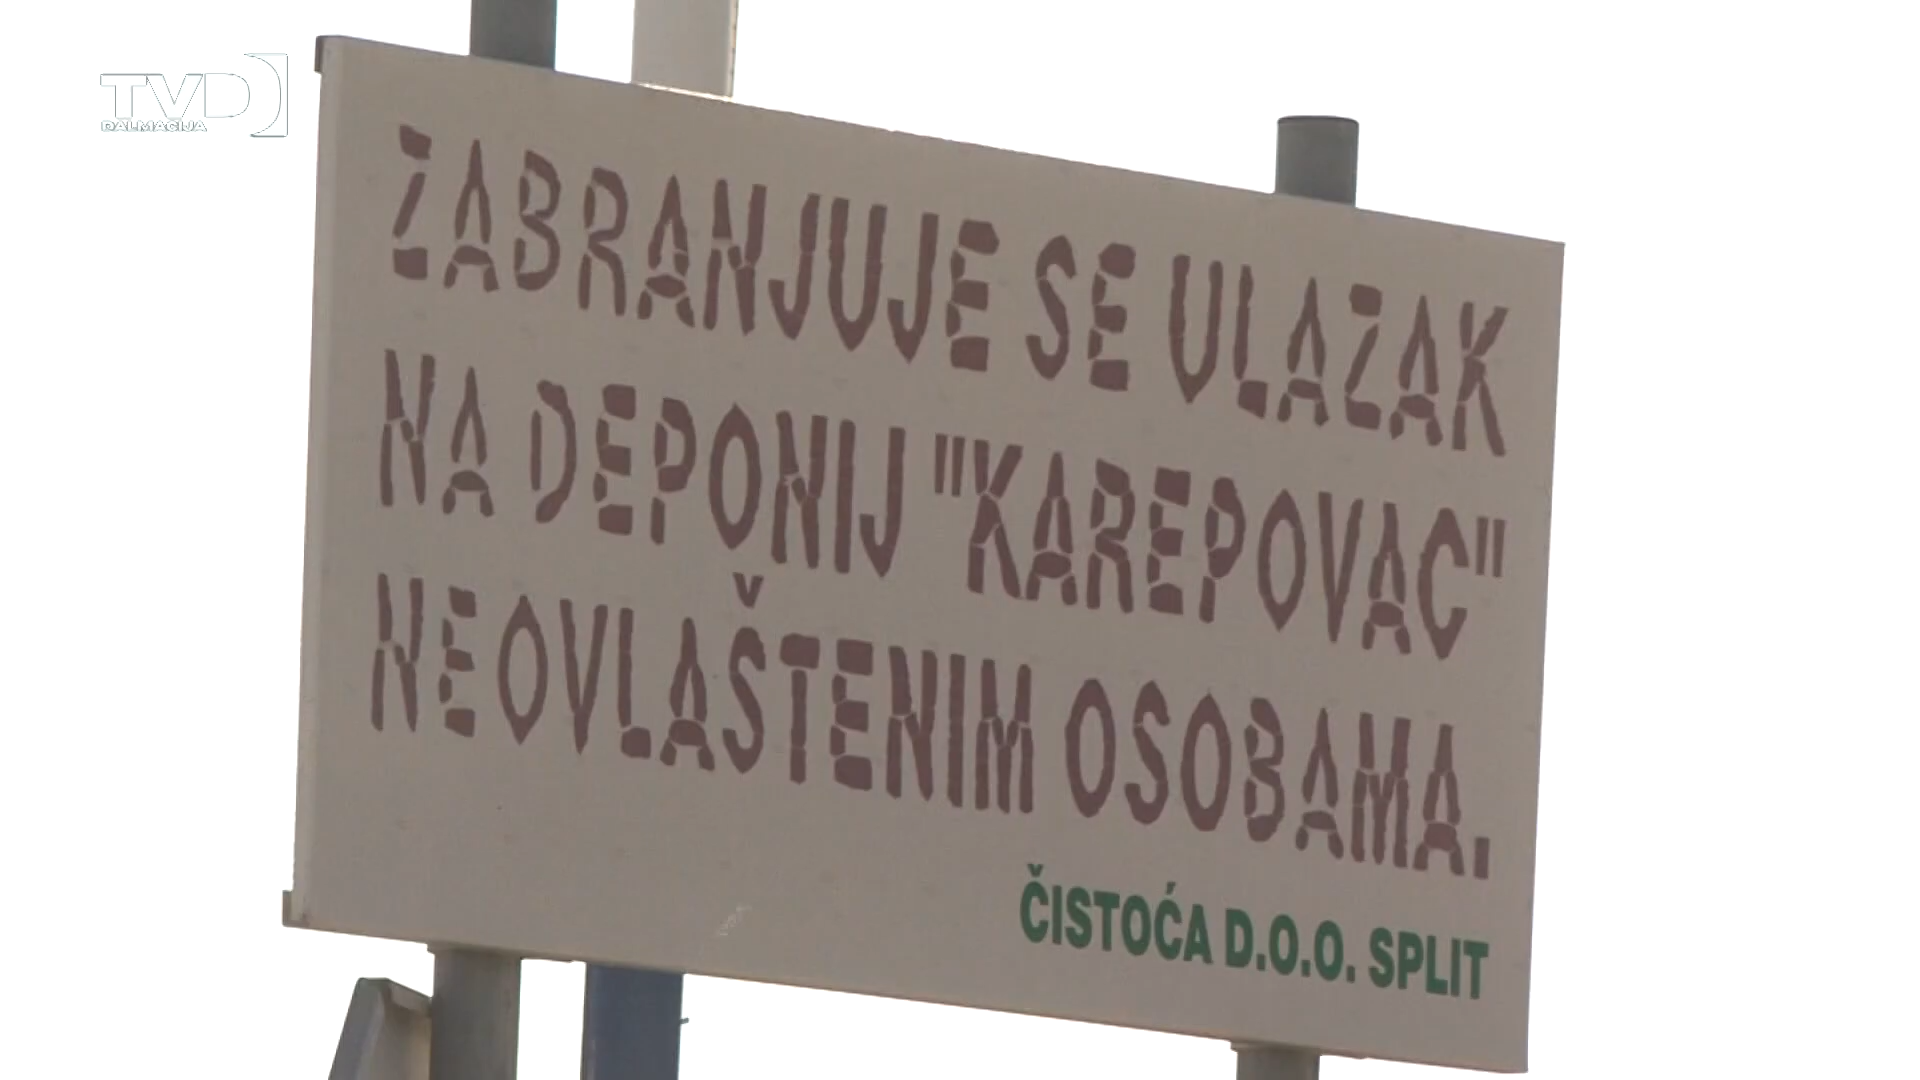 TVD
DALMACIJA
ZABRANJUJE SE ULAZAK
NA DEPONIJ "KAREPOVAC"
NEOVLAŠTENIM OSOBAMA.
ČISTOĆA D.O.O. SPLIT